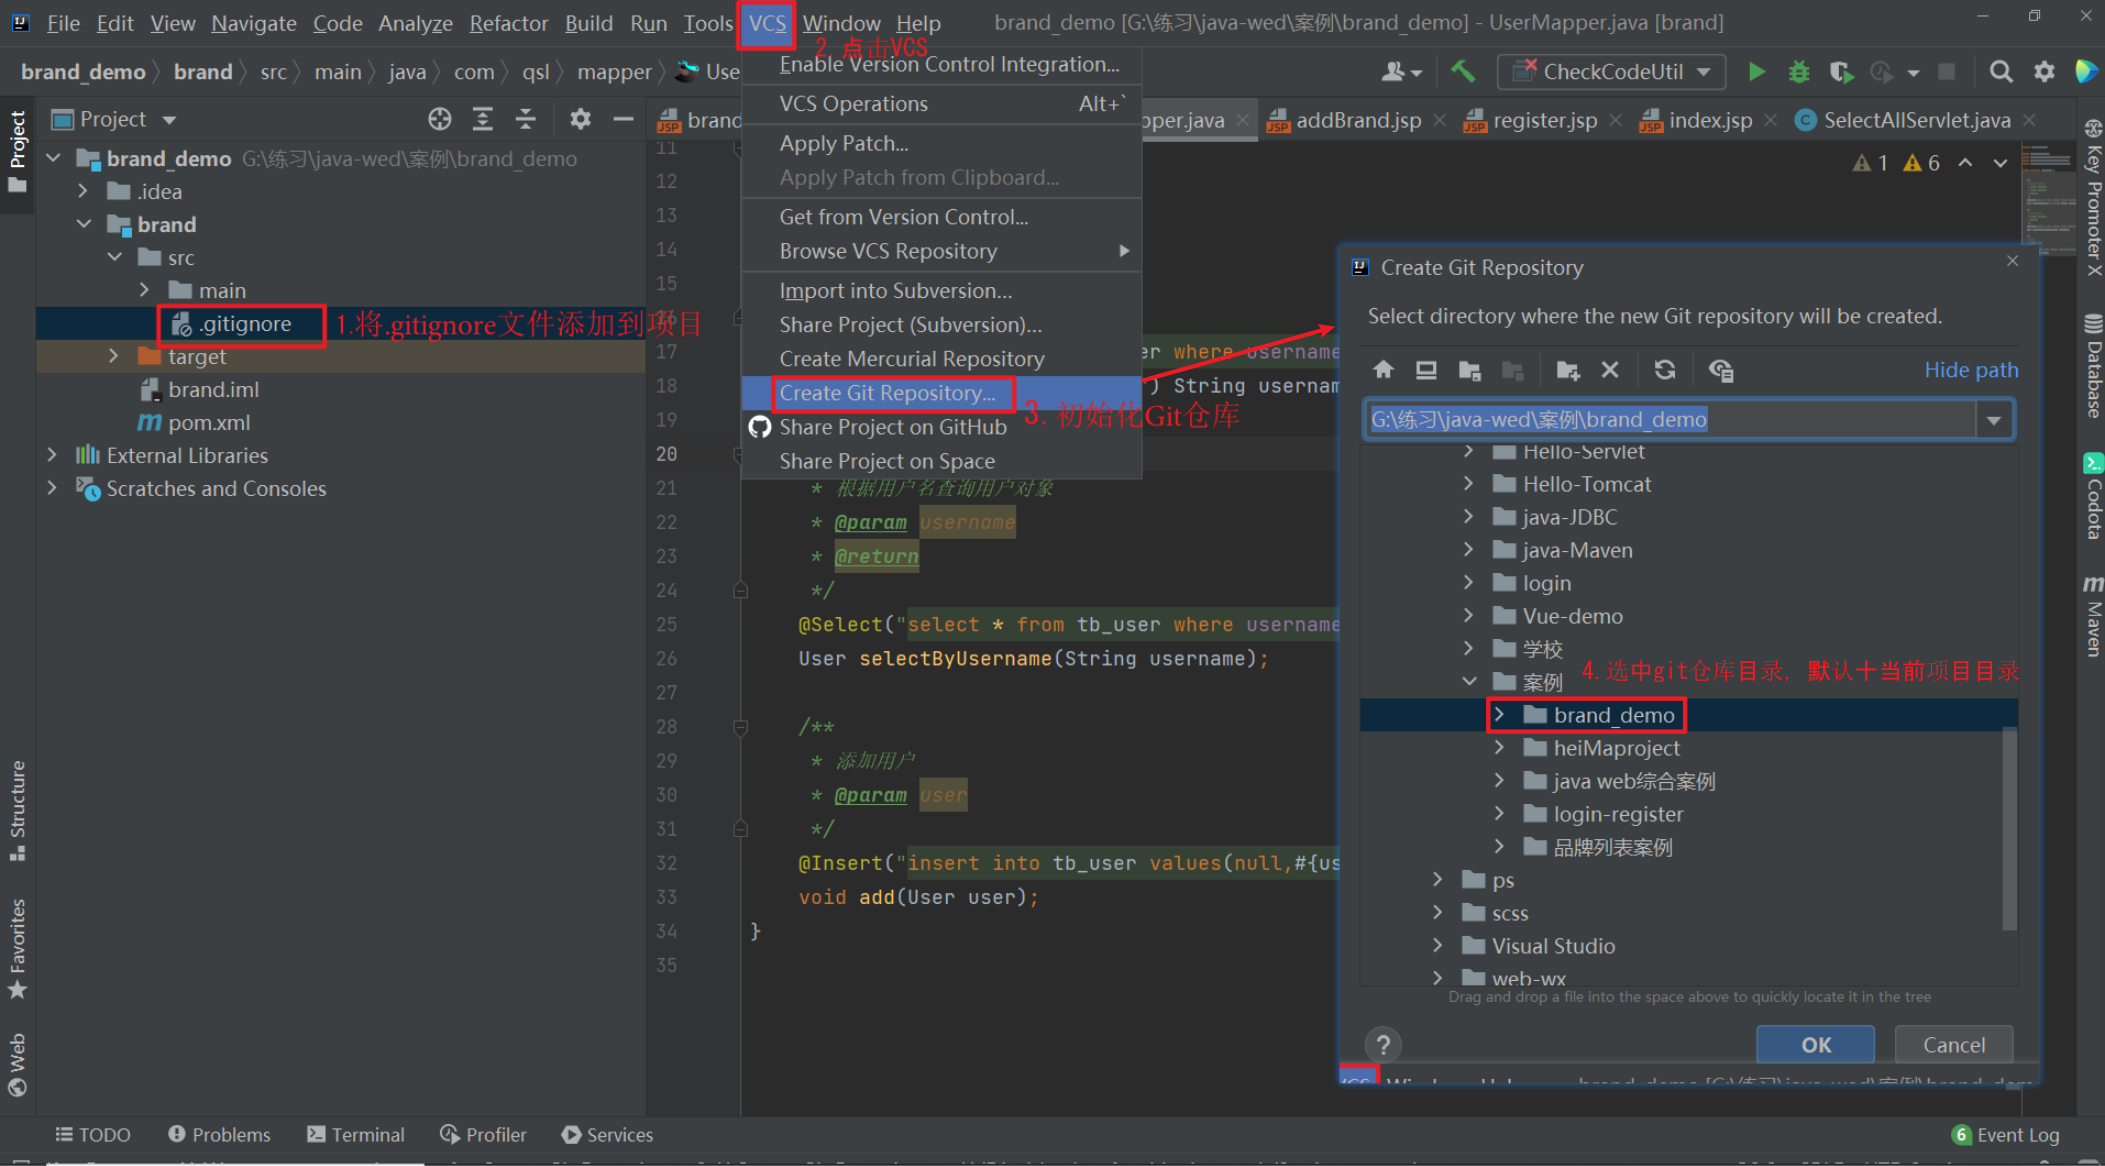 File Edit View Navigate Code Analyze Refactor Build Run Tools VCS Window Help brand_demo [G:\练习\java-wed\案例\brand_demo] - UserMapper.java [brand]
2. 点击VCS
brand_demo brand src main java com qsl mapper Use
CheckCodeUtil
Project
brand_demo G:\练习\java-wed\案例\brand_demo
.idea
brand
src
main
.gitignore
1.将.gitignore文件添加到项目
target
brand.iml
pom.xml
External Libraries
Scratches and Consoles
Project
Structure
Favorites
Web
Enable Version Control Integration...
VCS Operations Alt+`
Apply Patch...
Apply Patch from Clipboard...
Get from Version Control...
Browse VCS Repository
Import into Subversion...
Share Project (Subversion)...
Create Mercurial Repository
Create Git Repository...
3. 初始化Git仓库
Share Project on GitHub
Share Project on Space
brand
pper.java addBrand.jsp register.jsp index.jsp SelectAllServlet.java
1 6
11
12
13
14
15
17 er where username
18 ") String usernam
19
20
21 * 根据用户名查询用户对象
22 * @param username
23 * @return
24 */
25 @Select("select * from tb_user where username
26 User selectByUsername(String username);
27
28 /**
29 * 添加用户
30 * @param user
31 */
32 @Insert("insert into tb_user values(null,#{us
33 void add(User user);
34 }
35
Create Git Repository
Select directory where the new Git repository will be created.
Hide path
G:\练习\java-wed\案例\brand_demo
Hello-Servlet
Hello-Tomcat
java-JDBC
java-Maven
login
Vue-demo
学校
案例
4. 选中git仓库目录，默认十当前项目目录
brand_demo
heiMaproject
java web综合案例
login-register
品牌列表案例
ps
scss
Visual Studio
web-wx
Drag and drop a file into the space above to quickly locate it in the tree
? OK Cancel
Key Promoter X
Database
Codota
Maven
TODO Problems Terminal Profiler Services 6 Event Log